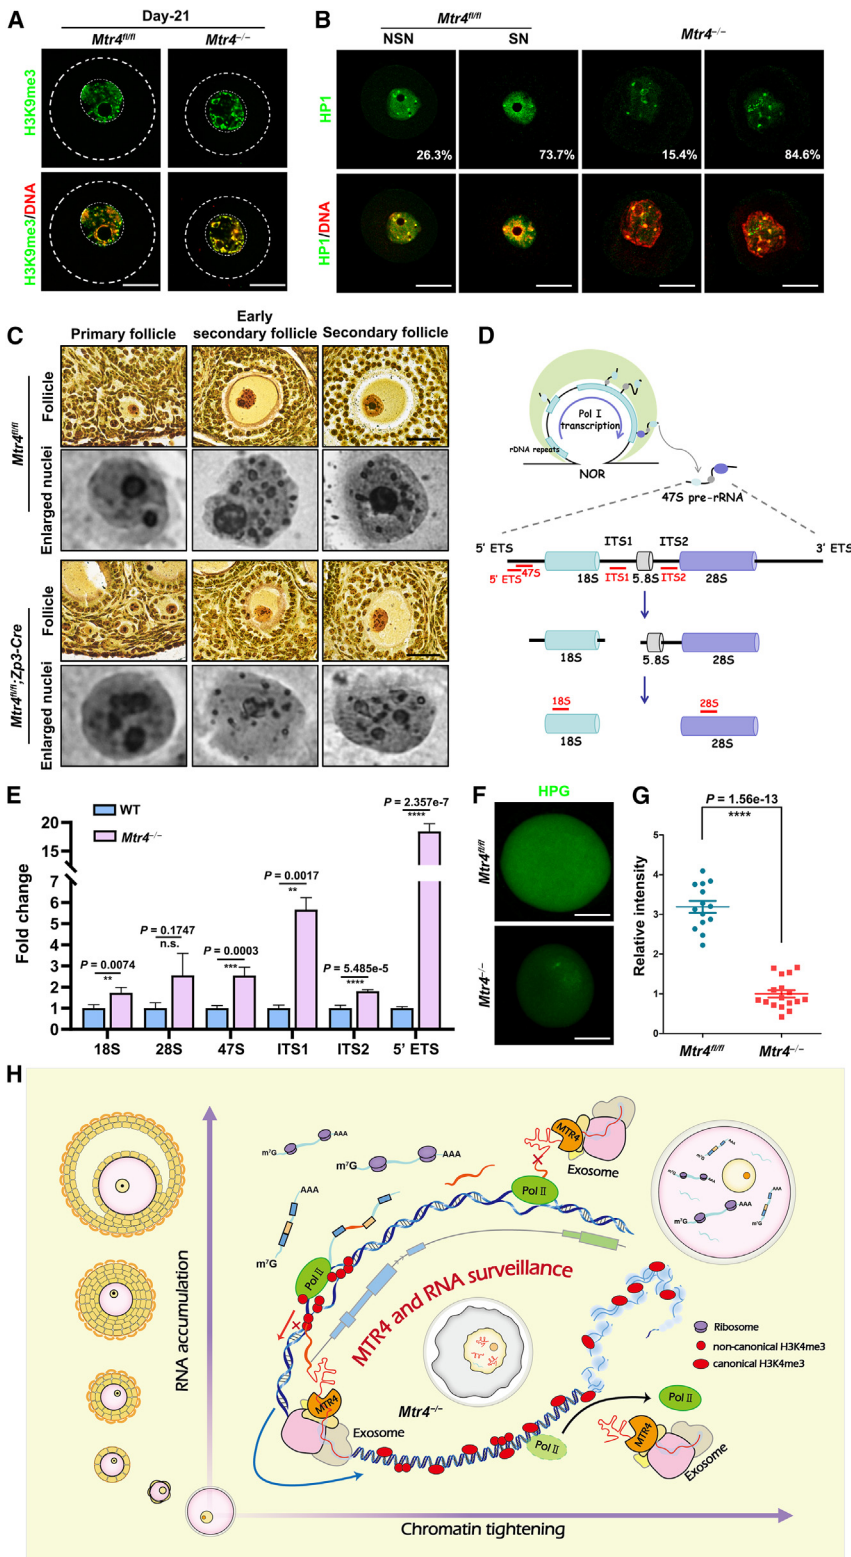 A
Day-21
Mtr4fl/fl
Mtr4–/–
H3K9me3
H3K9me3/DNA
B
Mtr4fl/fl
Mtr4–/–
NSN
SN
HP1
26.3%
73.7%
15.4%
84.6%
HP1/DNA
C
Primary follicle
Early
secondary follicle
Secondary follicle
Mtr4fl/fl
Follicle
Enlarged nuclei
Mtr4fl/fl;Zp3-Cre
Follicle
Enlarged nuclei
D
Pol I
transcription
rDNA repeats
NOR
47S pre-rRNA
5' ETS
ITS1
ITS2
3' ETS
5' ETS
47S
18S
ITS1
5.8S
ITS2
28S
18S
5.8S
28S
18S
28S
18S
28S
E
WT
Mtr4–/–
Fold change
20
15
7
6
5
4
3
2
1
0
P = 0.0074
**
P = 0.1747
n.s.
P = 0.0003
***
P = 0.0017
**
P = 5.485e-5
****
P = 2.357e-7
****
18S
28S
47S
ITS1
ITS2
5' ETS
F
HPG
Mtr4fl/fl
Mtr4–/–
G
P = 1.56e-13
****
Relative intensity
5
4
3
2
1
0
Mtr4fl/fl
Mtr4–/–
H
RNA accumulation
Chromatin tightening
m7G
AAA
m7G
AAA
AAA
m7G
MTR4
Exosome
Pol II
Pol II
MTR4 and RNA surveillance
Mtr4–/–
MTR4
Exosome
Pol II
Pol II
MTR4
Exosome
AAA
m7G
m7G
AAA
AAA
m7G
AAA
m7G
Ribosome
non-canonical H3K4me3
canonical H3K4me3